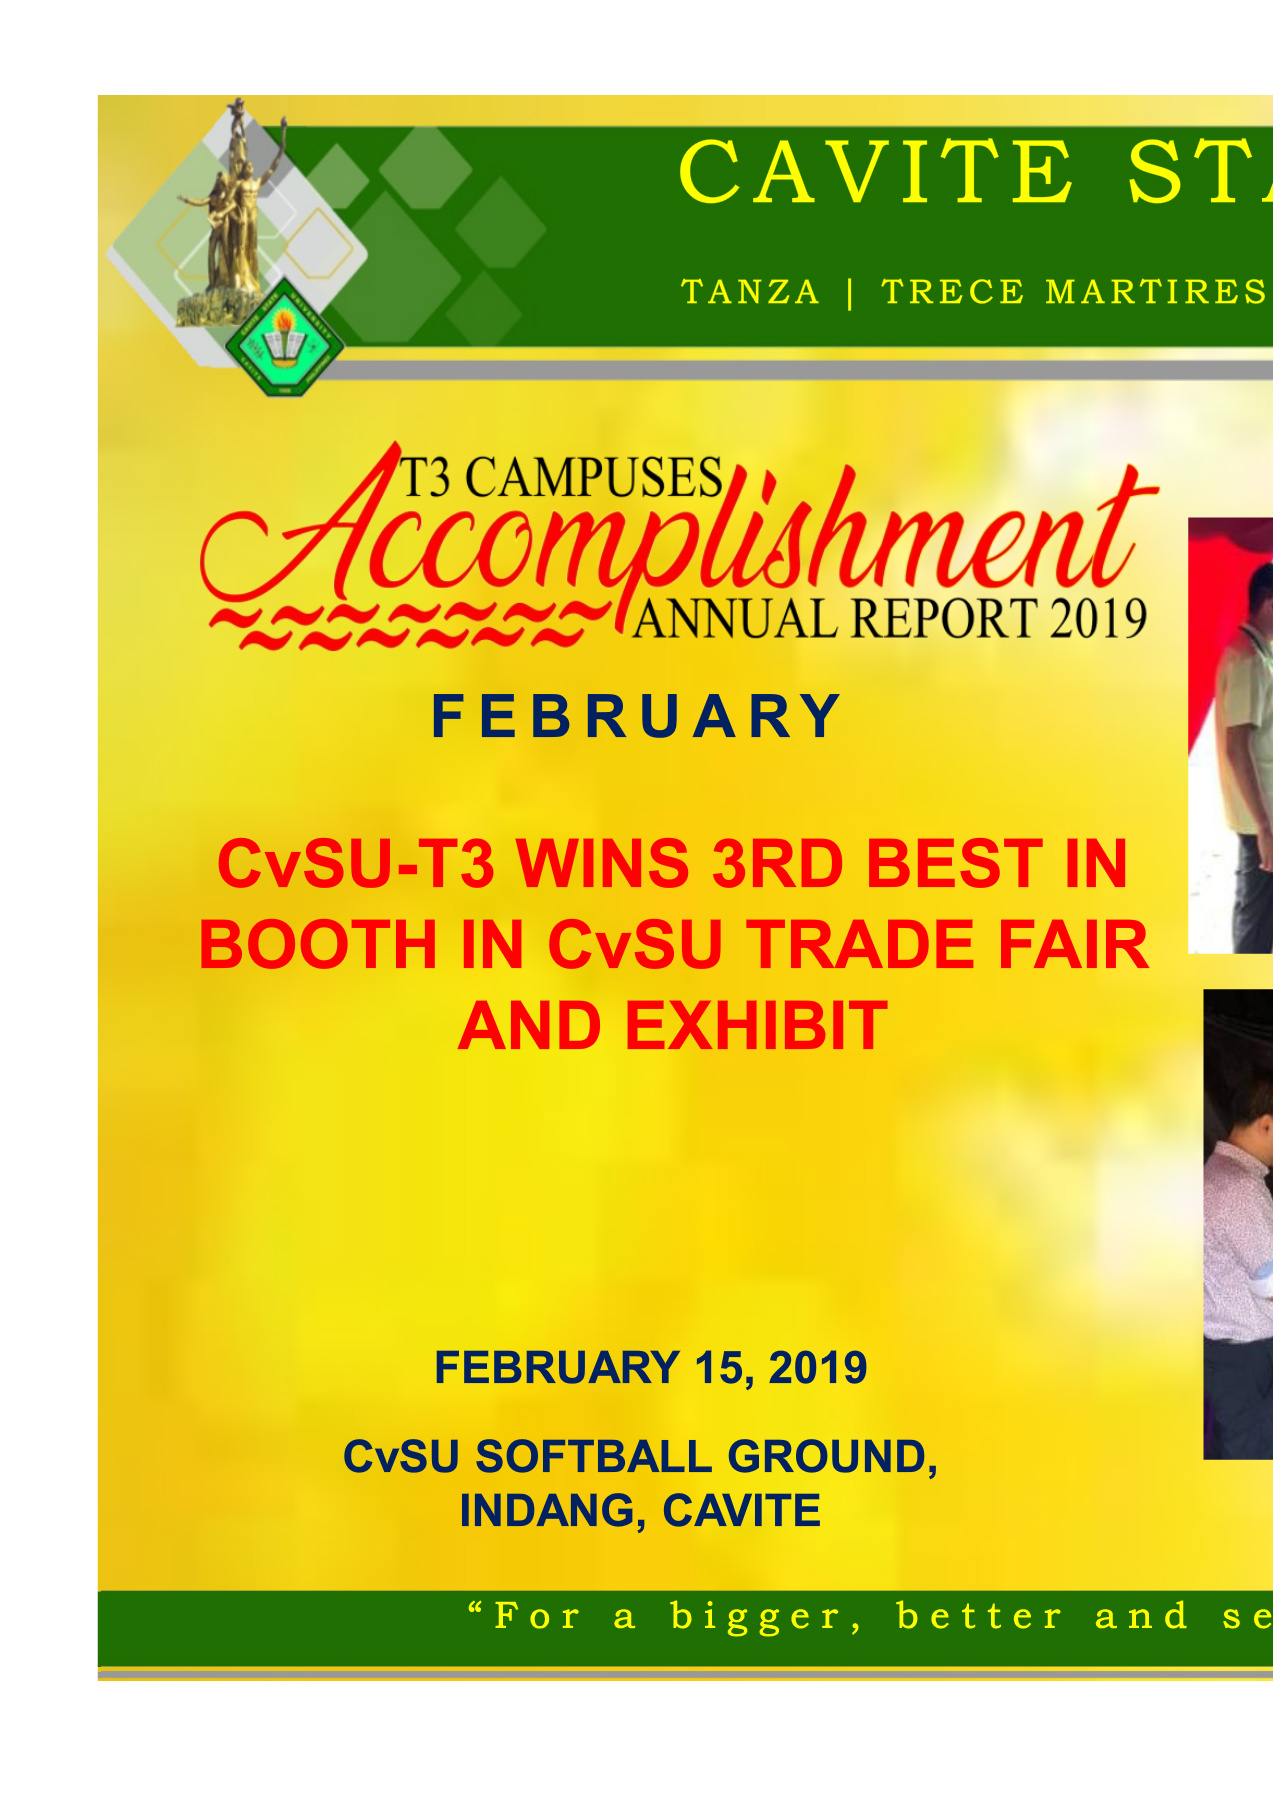 CAVITE STA
TANZA | TRECE MARTIRES
T3 CAMPUSES
Accomplishment
ANNUAL REPORT 2019
FEBRUARY
CvSU-T3 WINS 3RD BEST IN
BOOTH IN CvSU TRADE FAIR
AND EXHIBIT
FEBRUARY 15, 2019
CvSU SOFTBALL GROUND,
INDANG, CAVITE
“For a bigger, better and se